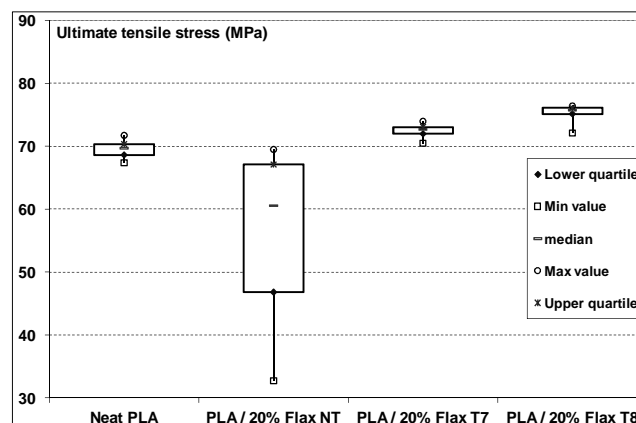 90
Ultimate tensile stress (MPa)
80
70
60
50
40
30
Lower quartile
Min value
median
Max value
Upper quartile
Neat PLA
PLA / 20% Flax NT
PLA / 20% Flax T7
PLA / 20% Flax T8